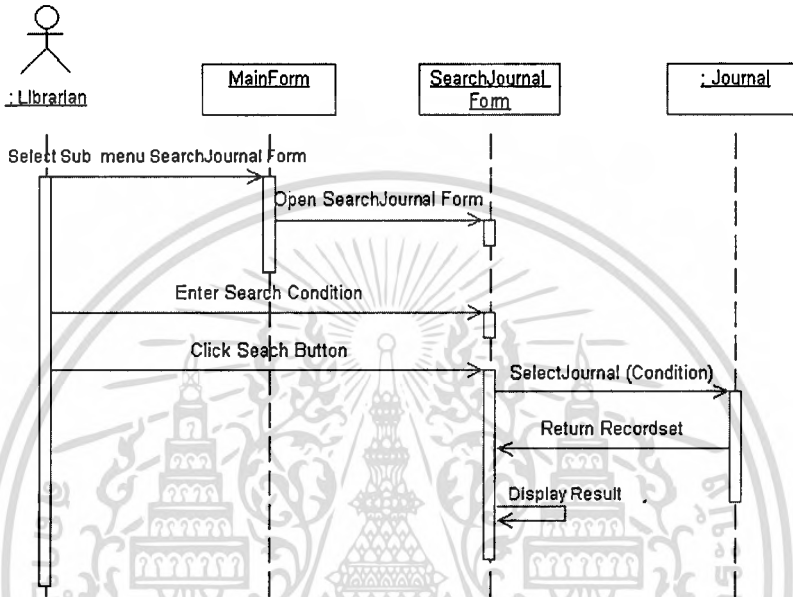 : Librarian
MainForm
SearchJournal
Form
: Journal
Select Sub menu SearchJournal Form
Open SearchJournal Form
Enter Search Condition
Click Seach Button
SelectJournal (Condition)
Return Recordset
Display Result